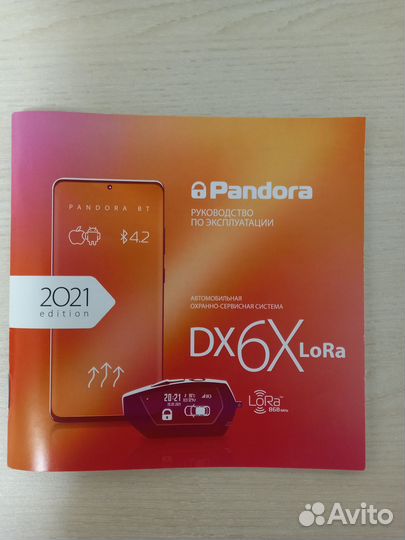 Pandora
РУКОВОДСТВО
ПО ЭКСПЛУАТАЦИИ
PANDORA BT
4.2
2021
edition
АВТОМОБИЛЬНАЯ
ОХРАННО-СЕРВИСНАЯ СИСТЕМА
DX6X LoRa
20:21
LoRa™
868 MHz
Avito